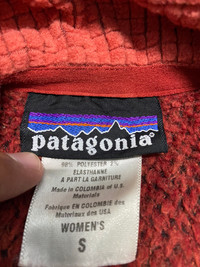 patagonia®
98% POLYESTER 2%
ELASTHANNE
A PART LA GARNITURE
Made in COLOMBIA of U.S.
Materials
Fabriqué EN COLOMBIE des
Materiaux des USA
WOMEN'S
S